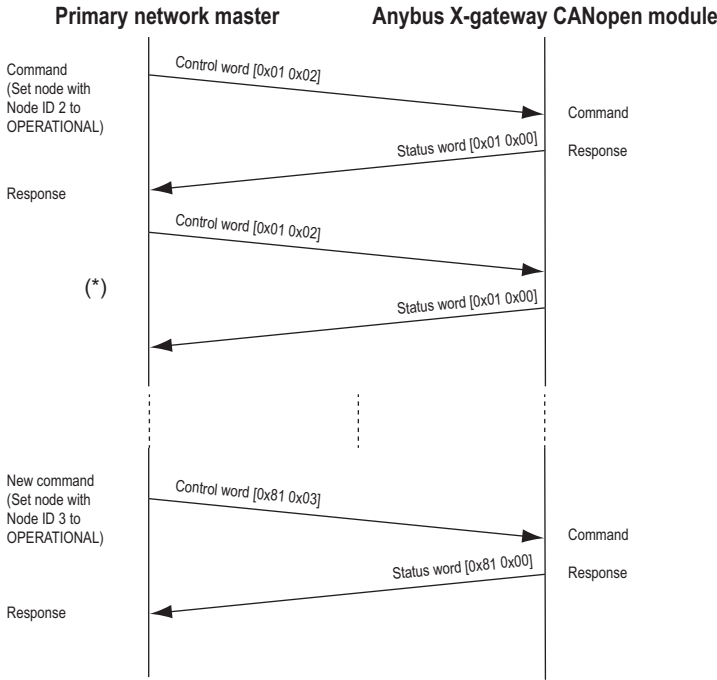 Primary network master
Anybus X-gateway CANopen module
Command
(Set node with
Node ID 2 to
OPERATIONAL)
Control word [0x01 0x02]
Command
Status word [0x01 0x00]
Response
Response
Control word [0x01 0x02]
(*)
Status word [0x01 0x00]
New command
(Set node with
Node ID 3 to
OPERATIONAL)
Control word [0x81 0x03]
Command
Status word [0x81 0x00]
Response
Response